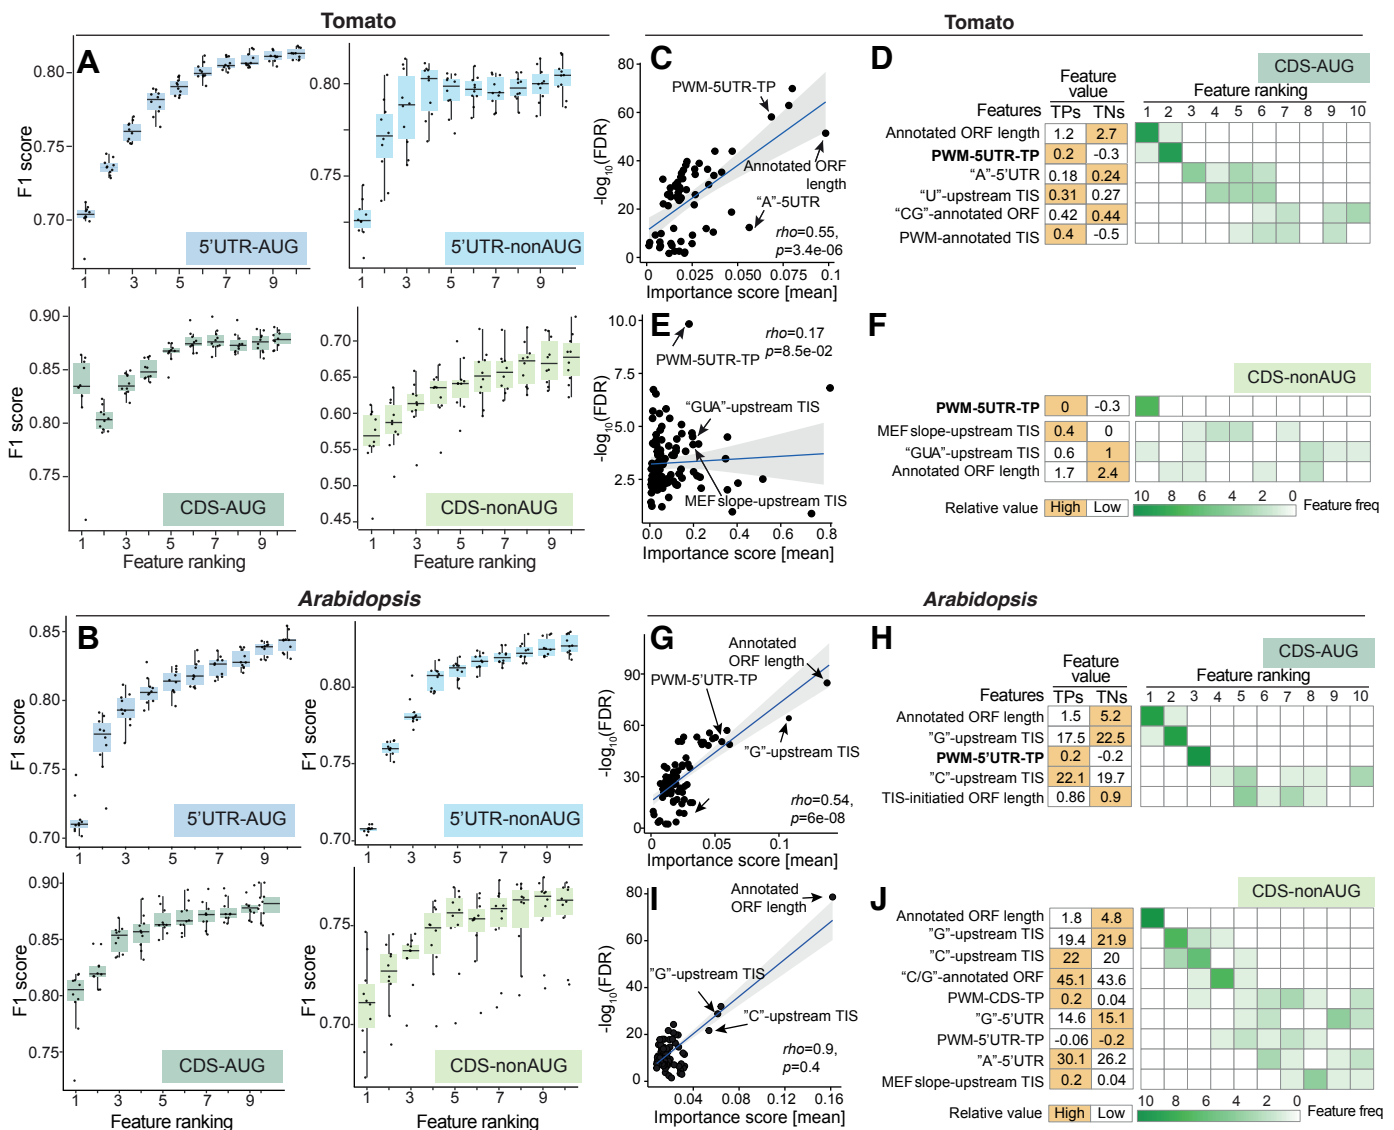 Tomato
Tomato
A
0.80
0.75
0.70
F1 score
5'UTR-AUG
1 3 5 7 9
0.80
0.75
5'UTR-nonAUG
1 3 5 7 9
0.90
0.85
0.80
0.75
F1 score
CDS-AUG
1 3 5 7 9
Feature ranking
0.70
0.65
0.60
0.55
0.50
0.45
CDS-nonAUG
1 3 5 7 9
Feature ranking
C
80
60
40
20
0
-log10(FDR)
PWM-5UTR-TP
Annotated ORF
length
"A"-5UTR
rho=0.55,
p=3.4e-06
0 0.025 0.050 0.075 0.1
Importance score [mean]
D
CDS-AUG
Feature
value
Feature ranking
Features TPs TNs 1 2 3 4 5 6 7 8 9 10
Annotated ORF length 1.2 2.7
PWM-5UTR-TP 0.2 -0.3
"A"-5'UTR 0.18 0.24
"U"-upstream TIS 0.31 0.27
"CG"-annotated ORF 0.42 0.44
PWM-annotated TIS 0.4 -0.5
E
10.0
7.5
5.0
2.5
-log10(FDR)
rho=0.17
p=8.5e-02
PWM-5UTR-TP
"GUA"-upstream TIS
MEF slope-upstream TIS
0.0 0.2 0.4 0.6 0.8
Importance score [mean]
F
CDS-nonAUG
PWM-5UTR-TP 0 -0.3
MEF slope-upstream TIS 0.4 0
"GUA"-upstream TIS 0.6 1
Annotated ORF length 1.7 2.4
Relative value High Low
10 8 6 4 2 0
Feature freq
Arabidopsis
Arabidopsis
B
0.85
0.80
0.75
0.70
F1 score
5'UTR-AUG
1 3 5 7 9
0.80
0.75
0.70
F1 score
5'UTR-nonAUG
1 3 5 7 9
0.90
0.85
0.80
0.75
F1 score
CDS-AUG
1 3 5 7 9
Feature ranking
0.75
0.70
F1 score
CDS-nonAUG
1 3 5 7 9
Feature ranking
G
90
60
30
0
-log10(FDR)
Annotated
ORF length
PWM-5'UTR-TP
"G"-upstream TIS
rho=0.54,
p=6e-08
0 0.05 0.1
Importance score [mean]
H
CDS-AUG
Feature
value
Feature ranking
Features TPs TNs 1 2 3 4 5 6 7 8 9 10
Annotated ORF length 1.5 5.2
"G"-upstream TIS 17.5 22.5
PWM-5'UTR-TP 0.2 -0.2
"C"-upstream TIS 22.1 19.7
TIS-initiatied ORF length 0.86 0.9
I
80
60
40
20
0
-log10(FDR)
Annotated
ORF length
"G"-upstream TIS
"C"-upstream TIS
rho=0.9,
p=0.4
0.04 0.08 0.12 0.16
Importance score [mean]
J
CDS-nonAUG
Annotated ORF length 1.8 4.8
"G"-upstream TIS 19.4 21.9
"C"-upstream TIS 22 20
"C/G"-annotated ORF 45.1 43.6
PWM-CDS-TP 0.2 0.04
"G"-5'UTR 14.6 15.1
PWM-5'UTR-TP -0.06 -0.2
"A"-5'UTR 30.1 26.2
MEF slope-upstream TIS 0.2 0.04
Relative value High Low
10 8 6 4 2 0
Feature freq